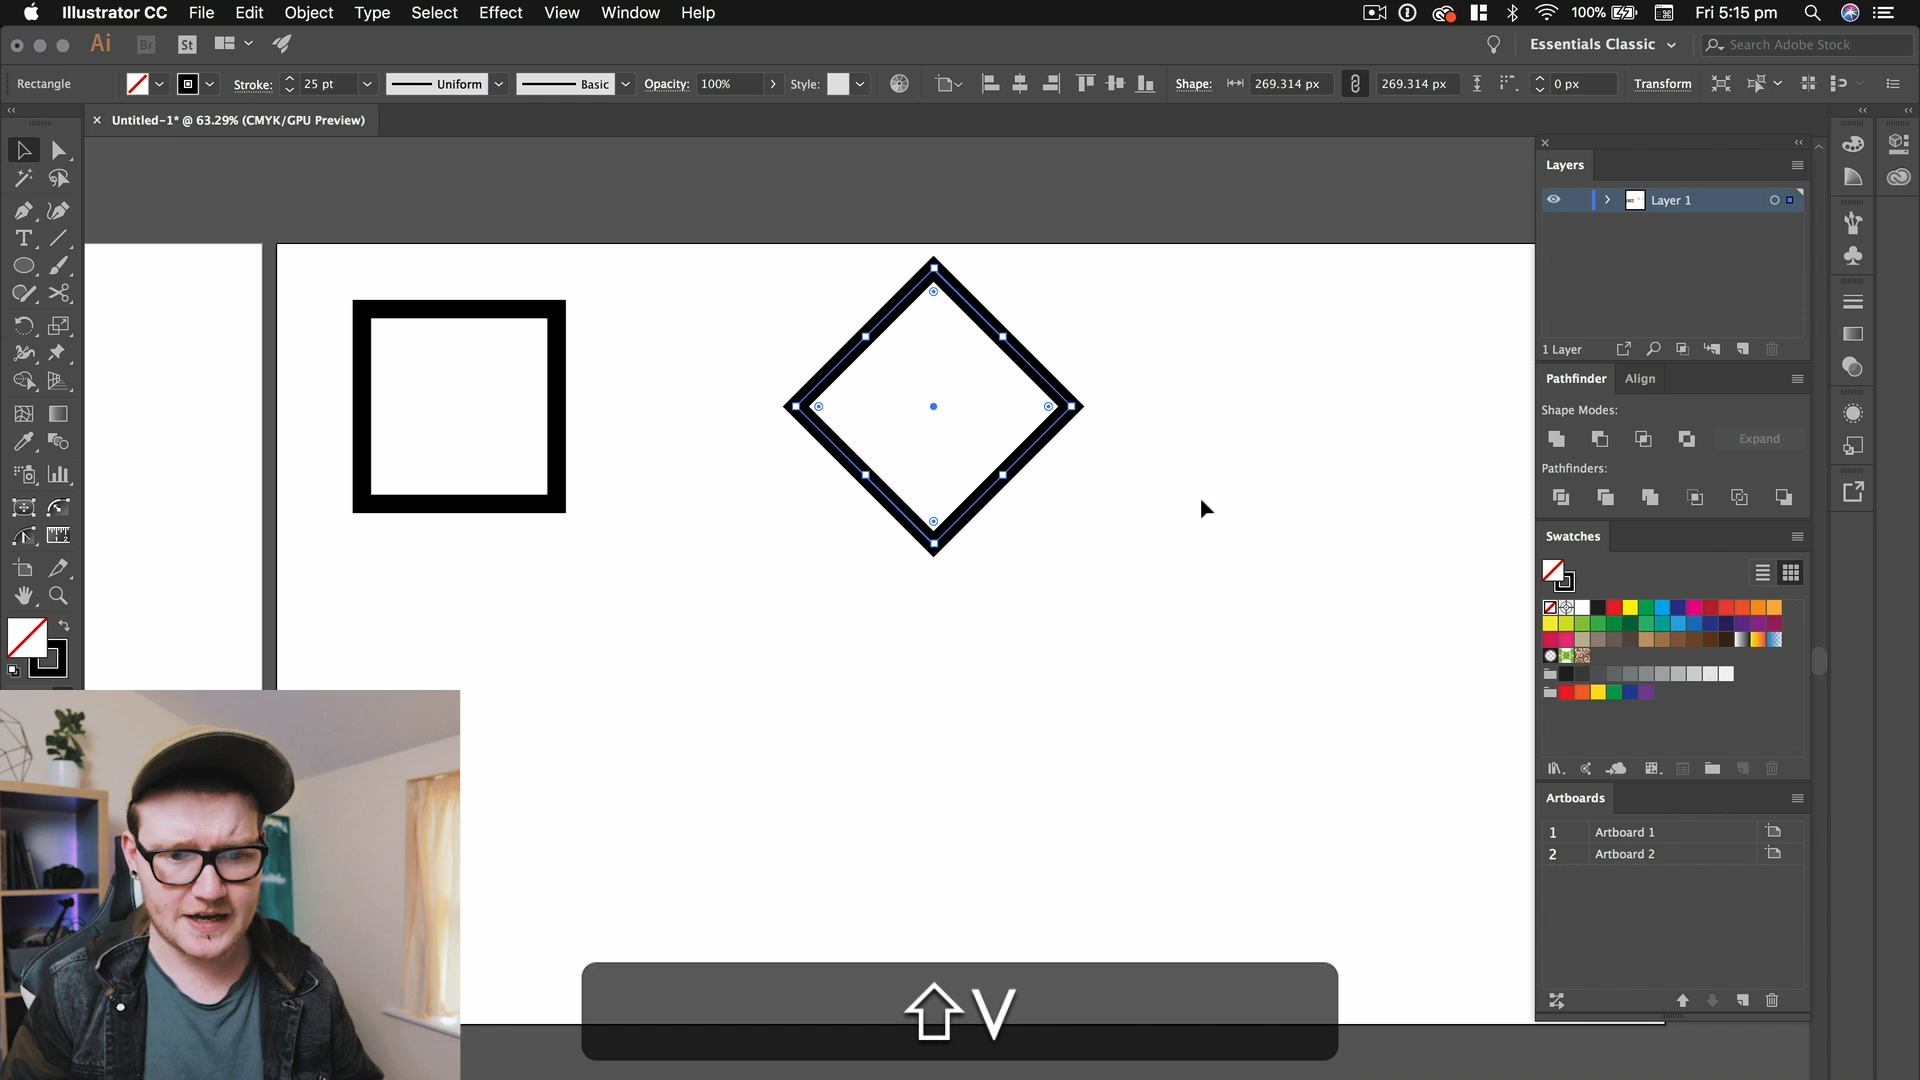 Illustrator CC File Edit Object Type Select Effect View Window Help 100% Fri 5:15 pm
Ai Br St Essentials Classic Search Adobe Stock
Rectangle Stroke: 25 pt Uniform Basic Opacity: 100% Style: Shape: 269.314 px 269.314 px 0 px Transform
Untitled-1* @ 63.29% (CMYK/GPU Preview)
Layers
Layer 1
1 Layer
Pathfinder Align
Shape Modes:
Expand
Pathfinders:
Swatches
Artboards
1 Artboard 1
2 Artboard 2
⇧V